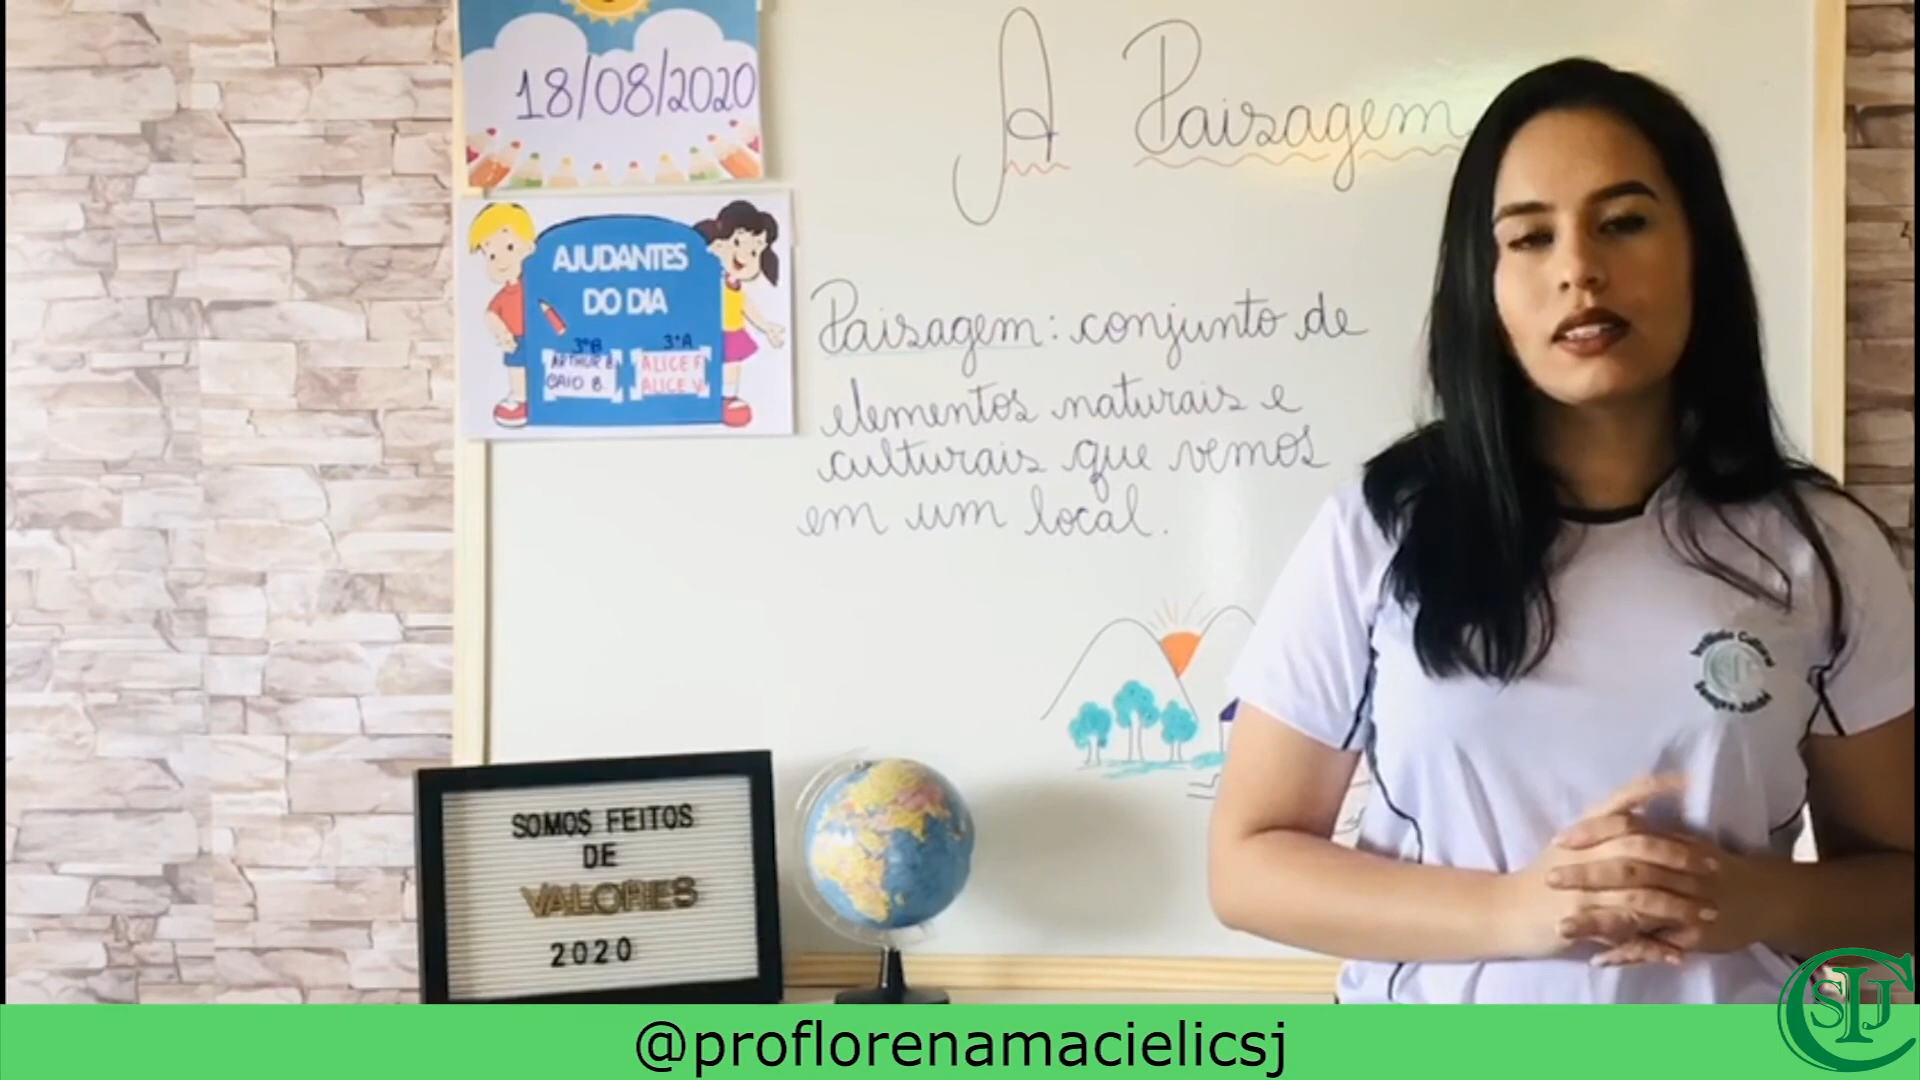 18/08/2020
AJUDANTES
DO DIA
3ºB
3ºA
ARTHUR B.
ALICE F
CAIO B.
ALICE V.
A Paisagem
Paisagem: conjunto de
elementos naturais e
culturais que vemos
em um local.
SOMOS FEITOS
DE
VALORES
2020
@proflorenamacielicsj